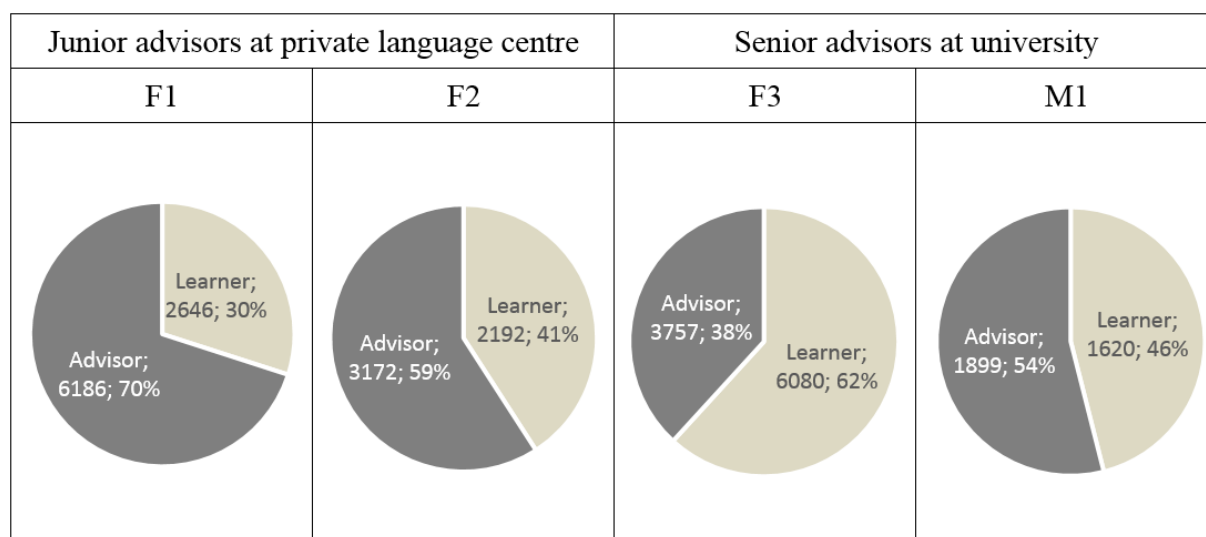 Junior advisors at private language centre
Senior advisors at university
F1
F2
F3
M1
Learner;
2646; 30%
Advisor;
6186; 70%
Learner;
2192; 41%
Advisor;
3172; 59%
Advisor;
3757; 38%
Learner;
6080; 62%
Learner;
1620; 46%
Advisor;
1899; 54%